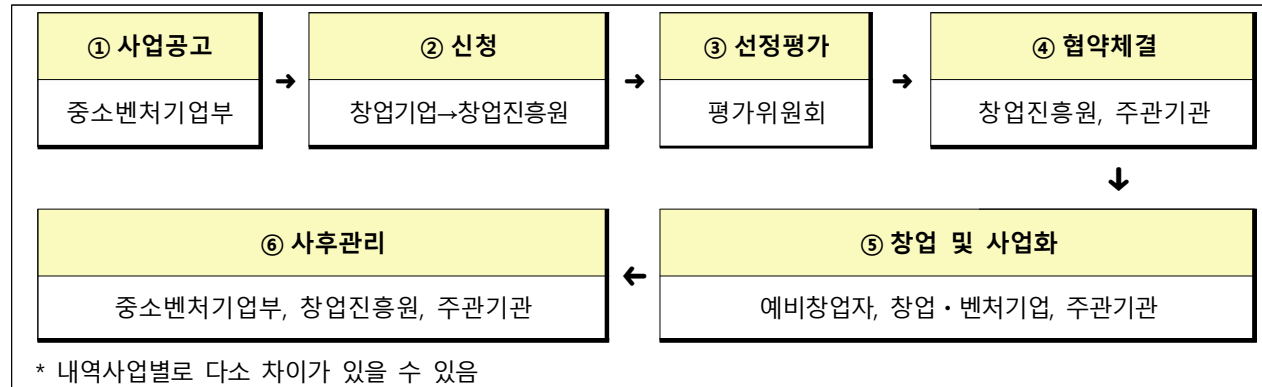 ① 사업공고
중소벤처기업부
➜
② 신청
창업기업→창업진흥원
➜
③ 선정평가
평가위원회
➜
④ 협약체결
창업진흥원, 주관기관
🡻
⑤ 창업 및 사업화
예비창업자, 창업・벤처기업, 주관기관
🡸
⑥ 사후관리
중소벤처기업부, 창업진흥원, 주관기관
* 내역사업별로 다소 차이가 있을 수 있음